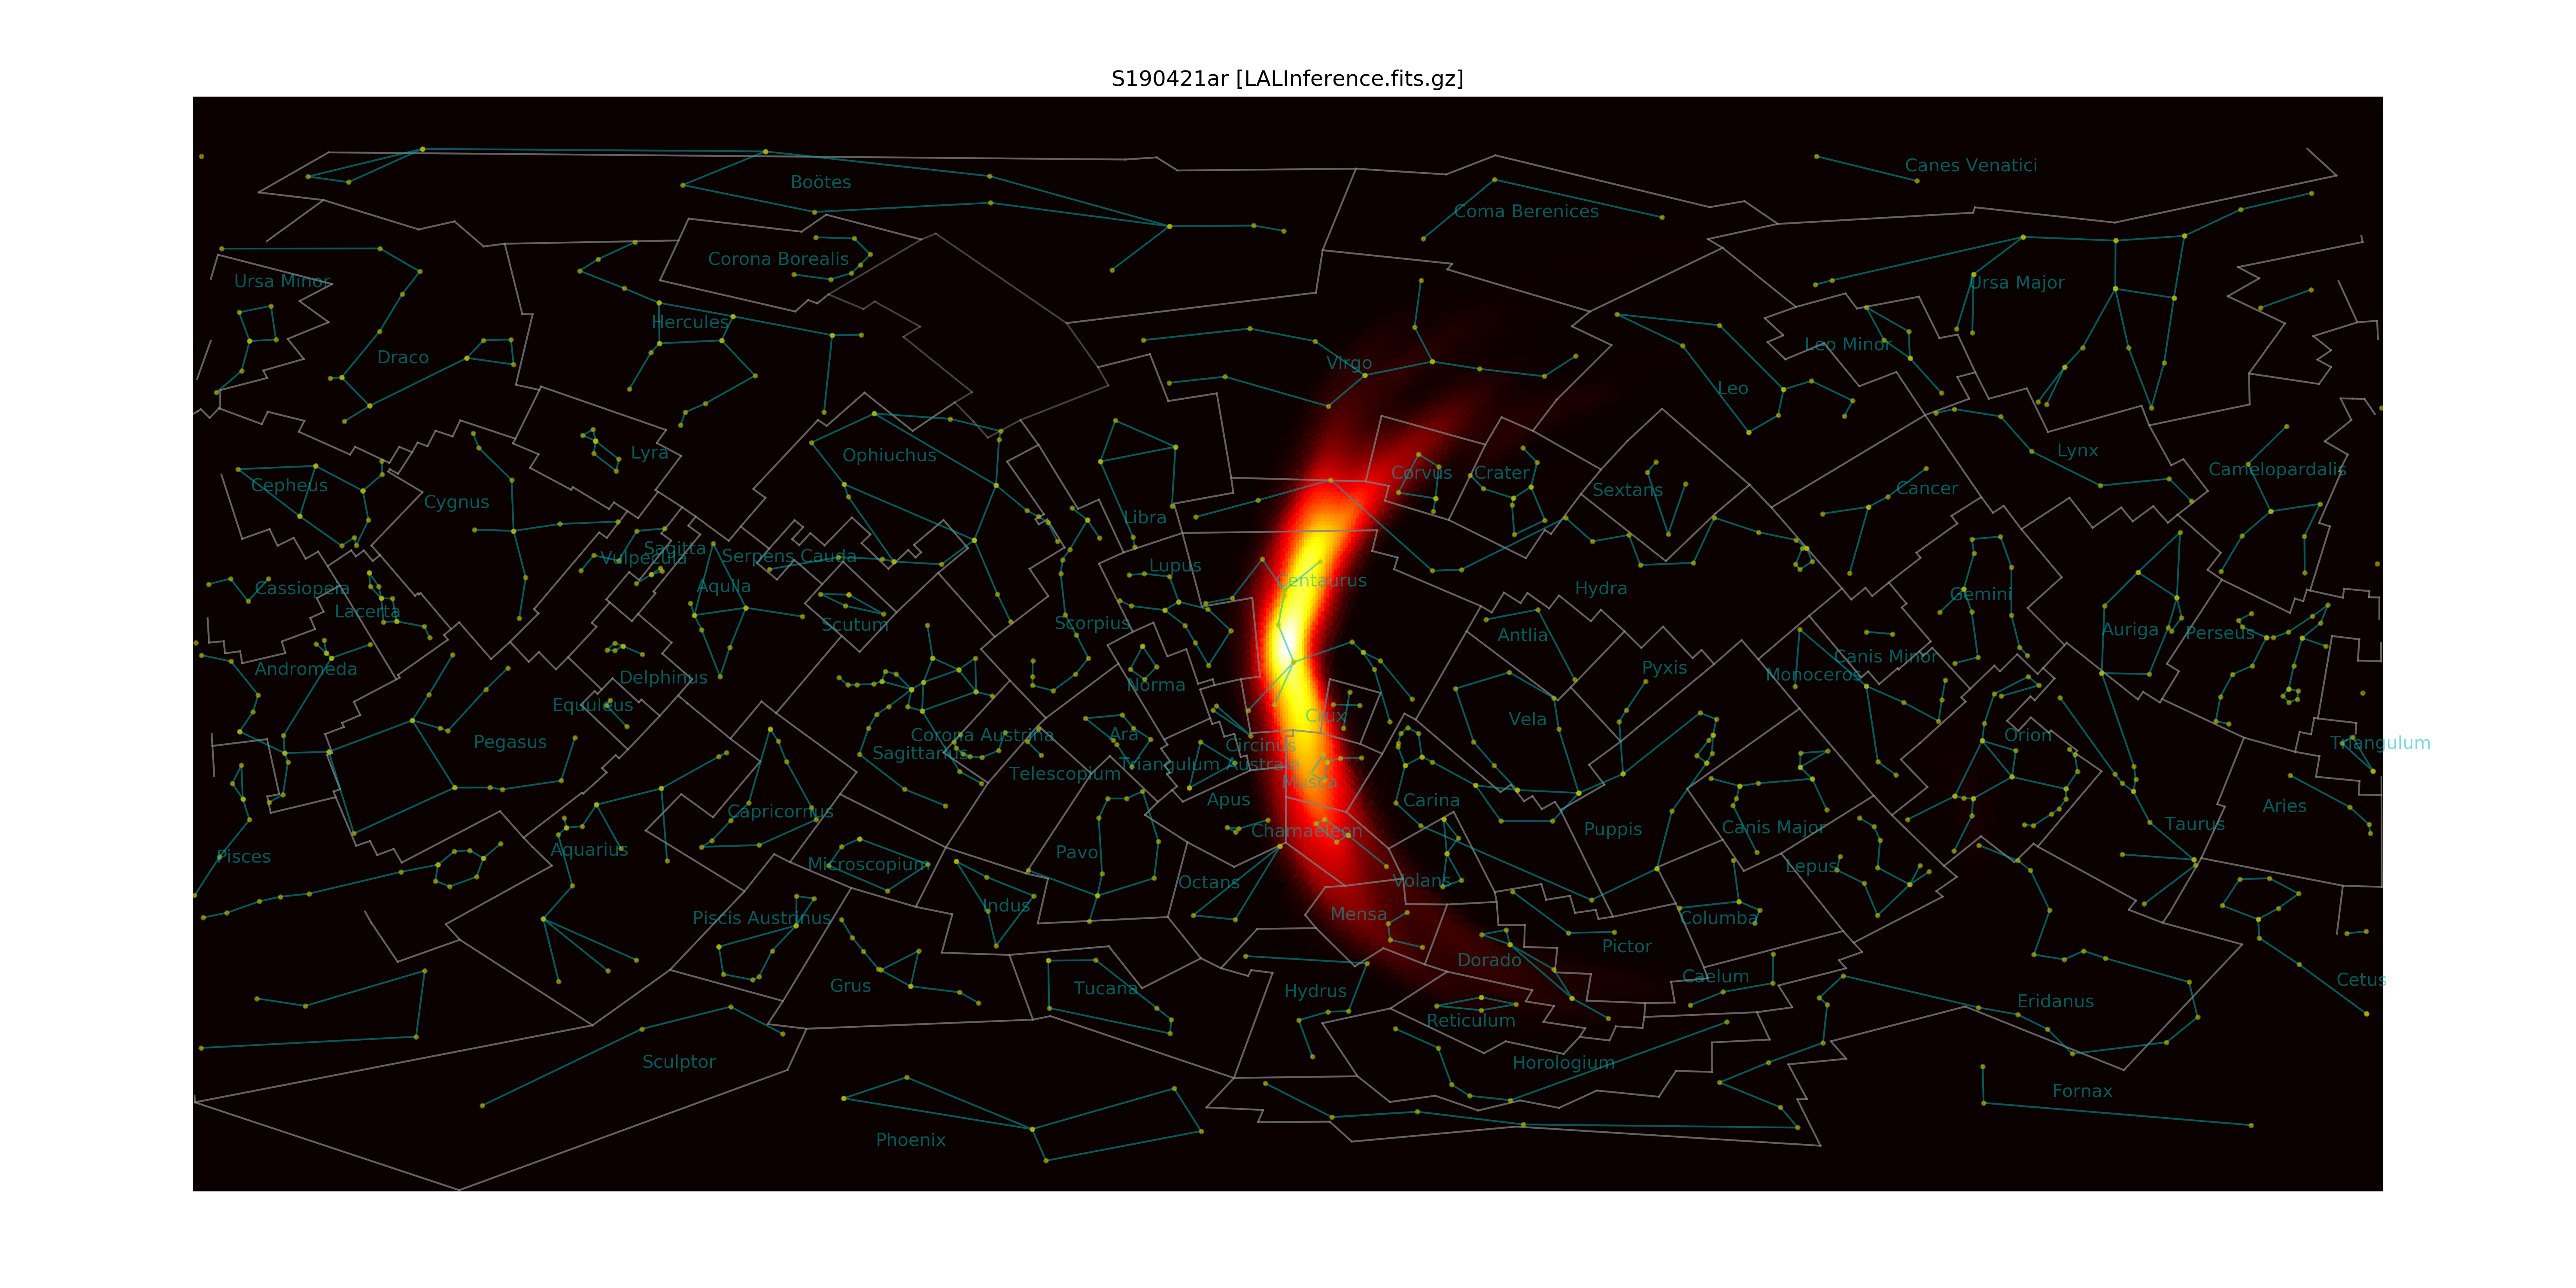 S190421ar [LALInference.fits.gz]
Canes Venatici
Boötes
Coma Berenices
Corona Borealis
Ursa Minor
Ursa Major
Hercules
Leo Minor
Draco
Virgo
Leo
Lyra
Ophiuchus
Lynx
Camelopardalis
Corvus
Crater
Cepheus
Sextans
Cancer
Cygnus
Libra
Sagitta
Vulpecula
Serpens Cauda
Lupus
Centaurus
Aquila
Cassiopeia
Hydra
Gemini
Lacerta
Scutum
Scorpius
Antlia
Auriga
Perseus
Canis Minor
Andromeda
Pyxis
Monoceros
Delphinus
Norma
Equuleus
Crux
Vela
Ara
Corona Austrina
Orion
Pegasus
Circinus
Triangulum
Sagittarius
Triangulum Australe
Telescopium
Musca
Apus
Carina
Aries
Capricornus
Taurus
Puppis
Canis Major
Chamaeleon
Aquarius
Pavo
Pisces
Microscopium
Lepus
Octans
Volans
Indus
Mensa
Piscis Austrinus
Columba
Pictor
Dorado
Caelum
Cetus
Grus
Tucana
Hydrus
Eridanus
Reticulum
Sculptor
Horologium
Fornax
Phoenix